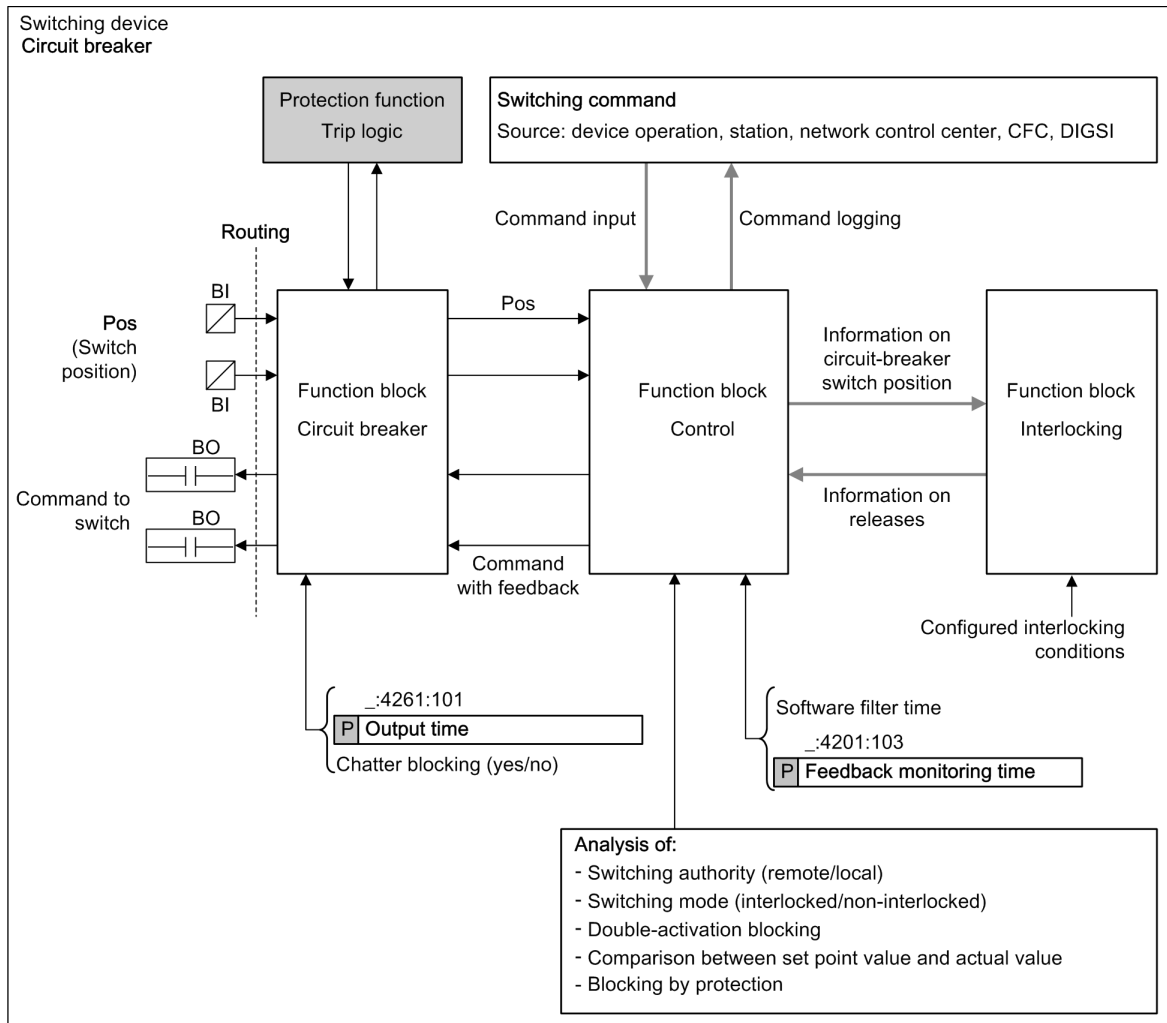 Switching device
Circuit breaker
Protection function
Trip logic
Switching command
Source: device operation, station, network control center, CFC, DIGSI
Command input
Command logging
Routing
BI
Pos
(Switch
position)
BI
BO
Command to
switch
BO
Function block
Circuit breaker
Pos
Command
with feedback
Function block
Control
Information on
circuit-breaker
switch position
Information on
releases
Function block
Interlocking
Configured interlocking
conditions
_:4261:101
P Output time
Chatter blocking (yes/no)
Software filter time
_:4201:103
P Feedback monitoring time
Analysis of:
- Switching authority (remote/local)
- Switching mode (interlocked/non-interlocked)
- Double-activation blocking
- Comparison between set point value and actual value
- Blocking by protection